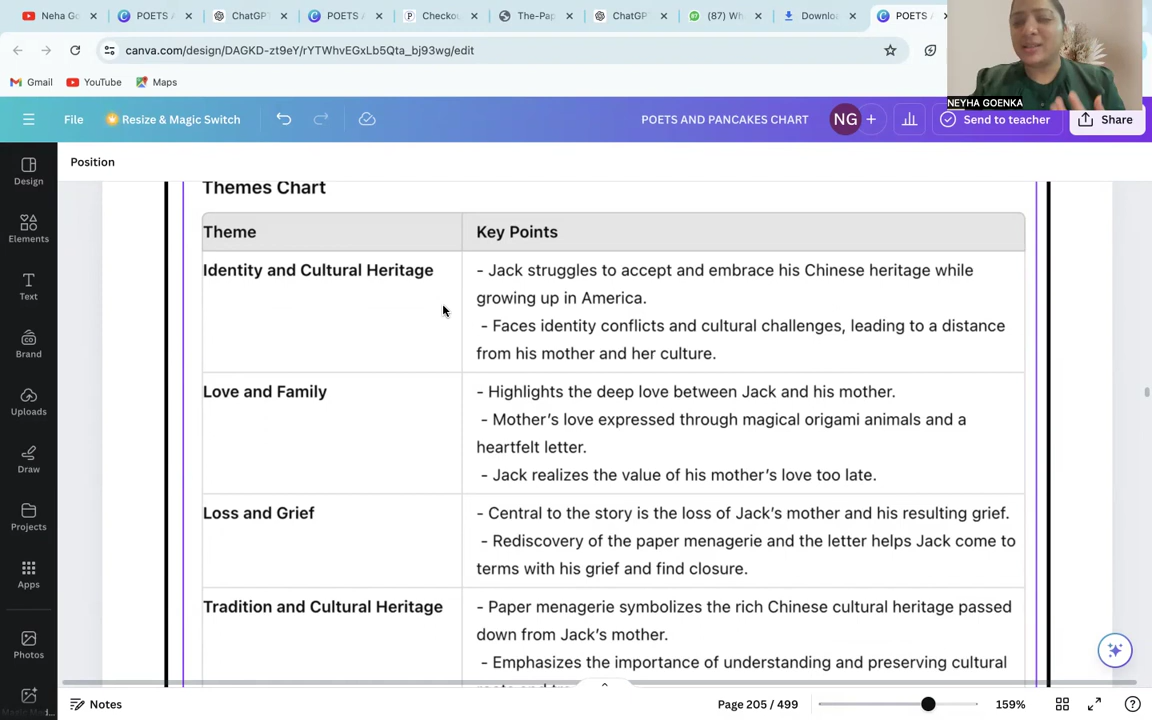 Neha Go
POETS
ChatGP
POETS
Checkou
The-Pap
ChatGP
(87) Wh
Downloa
POETS
canva.com/design/DAGKD-zt9eY/rYTWhvEGxLb5Qta_bj93wg/edit
Gmail
YouTube
Maps
NEYHA GOENKA
File
Resize & Magic Switch
POETS AND PANCAKES CHART
NG
Send to teacher
Share
Design
Elements
Text
Brand
Uploads
Draw
Projects
Apps
Photos
Position
Themes Chart
Theme Key Points
Identity and Cultural Heritage - Jack struggles to accept and embrace his Chinese heritage while
growing up in America.
- Faces identity conflicts and cultural challenges, leading to a distance
from his mother and her culture.
Love and Family - Highlights the deep love between Jack and his mother.
- Mother's love expressed through magical origami animals and a
heartfelt letter.
- Jack realizes the value of his mother's love too late.
Loss and Grief - Central to the story is the loss of Jack's mother and his resulting grief.
- Rediscovery of the paper menagerie and the letter helps Jack come to
terms with his grief and find closure.
Tradition and Cultural Heritage - Paper menagerie symbolizes the rich Chinese cultural heritage passed
down from Jack's mother.
- Emphasizes the importance of understanding and preserving cultural
Notes
Page 205 / 499
159%